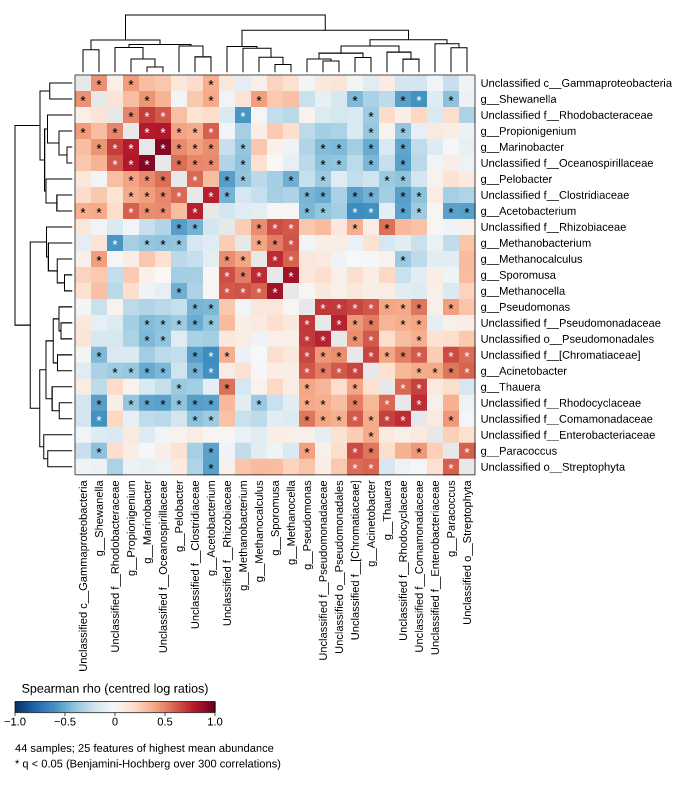 Unclassified c__Gammaproteobacteria
g__Shewanella
Unclassified f__Rhodobacteraceae
g__Propionigenium
g__Marinobacter
Unclassified f__Oceanospirillaceae
g__Pelobacter
Unclassified f__Clostridiaceae
g__Acetobacterium
Unclassified f__Rhizobiaceae
g__Methanobacterium
g__Methanocalculus
g__Sporomusa
g__Methanocella
g__Pseudomonas
Unclassified f__Pseudomonadaceae
Unclassified o__Pseudomonadales
Unclassified f__[Chromatiaceae]
g__Acinetobacter
g__Thauera
Unclassified f__Rhodocyclaceae
Unclassified f__Comamonadaceae
Unclassified f__Enterobacteriaceae
g__Paracoccus
Unclassified o__Streptophyta
Unclassified c__Gammaproteobacteria
g__Shewanella
Unclassified f__Rhodobacteraceae
g__Propionigenium
g__Marinobacter
Unclassified f__Oceanospirillaceae
g__Pelobacter
Unclassified f__Clostridiaceae
g__Acetobacterium
Unclassified f__Rhizobiaceae
g__Methanobacterium
g__Methanocalculus
g__Sporomusa
g__Methanocella
g__Pseudomonas
Unclassified f__Pseudomonadaceae
Unclassified o__Pseudomonadales
Unclassified f__[Chromatiaceae]
g__Acinetobacter
g__Thauera
Unclassified f__Rhodocyclaceae
Unclassified f__Comamonadaceae
Unclassified f__Enterobacteriaceae
g__Paracoccus
Unclassified o__Streptophyta
Spearman rho (centred log ratios)
−1.0 −0.5 0 0.5 1.0
44 samples; 25 features of highest mean abundance
* q < 0.05 (Benjamini-Hochberg over 300 correlations)